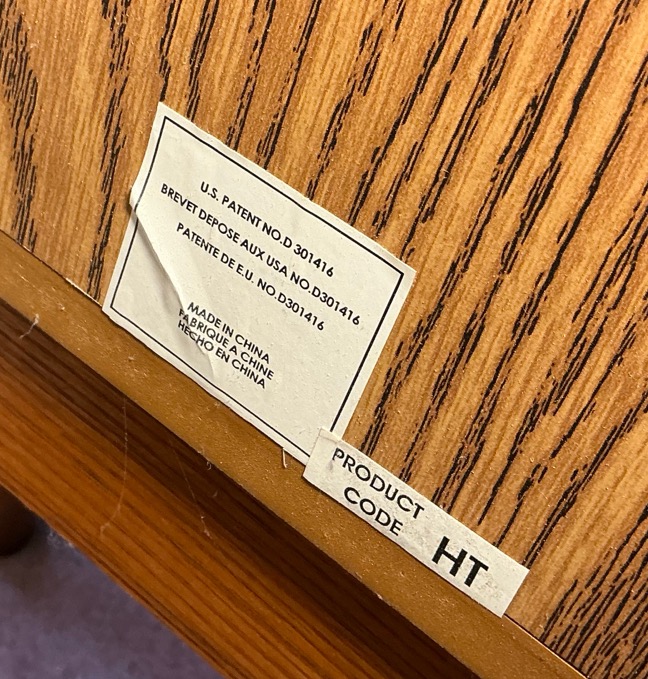 U.S. PATENT NO.D 301416
BREVET DEPOSE AUX USA NO.D301416
PATENTE DE E.U. NO.D301416
MADE IN CHINA
FABRIQUE A CHINE
HECHO EN CHINA
PRODUCT
CODE HT